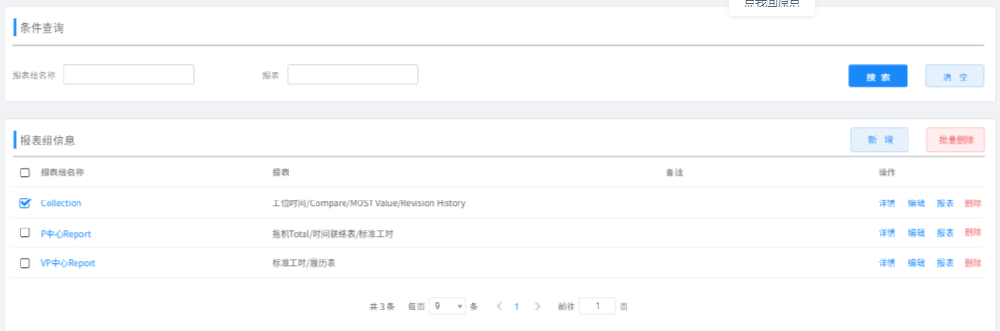 点我回原点
条件查询
报表组名称 报表 搜 索 清 空
报表组信息 新 增 批量删除
报表组名称 报表 备注 操作
Collection 工位时间/Compare/MOST Value/Revision History 详情 编辑 报表 删除
P中心Report 拖机Total/时间联络表/标准工时 详情 编辑 报表 删除
VP中心Report 标准工时/履历表 详情 编辑 报表 删除
共 3 条 每页 9 条 1 前往 1 页